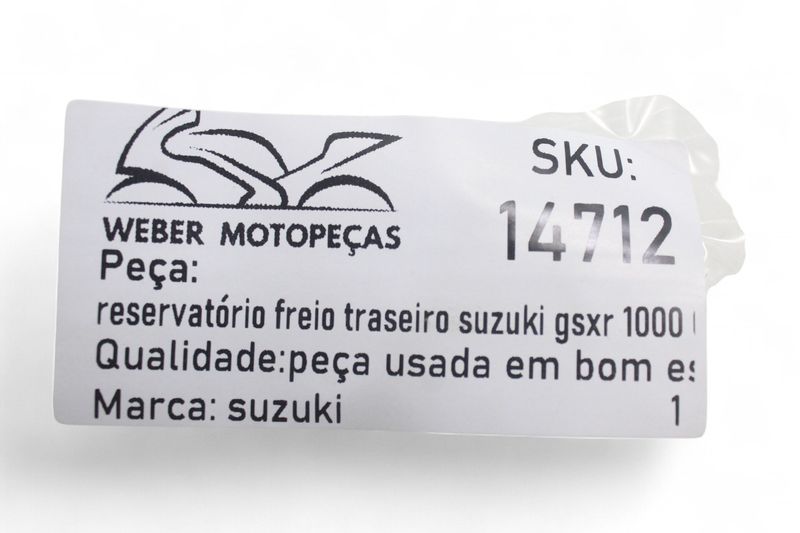 SKU:
14712
WEBER MOTOPEÇAS
Peça:
reservatório freio traseiro suzuki gsxr 1000
Qualidade:peça usada em bom es
Marca: suzuki 1